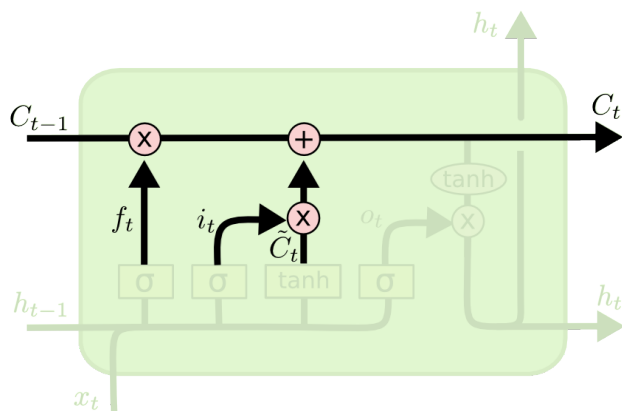 h_t
C_{t-1}
C_t
x
+
tanh
f_t
i_t
x
o_t
x
C̃_t
σ
σ
tanh
σ
h_{t-1}
h_t
x_t